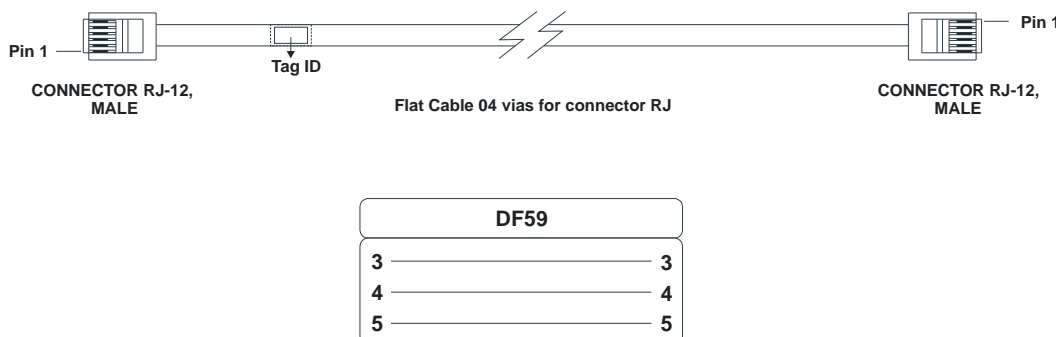 Pin 1
Pin 1
Tag ID
CONNECTOR RJ-12,
MALE
Flat Cable 04 vias for connector RJ
CONNECTOR RJ-12,
MALE
DF59
3 3
4 4
5 5